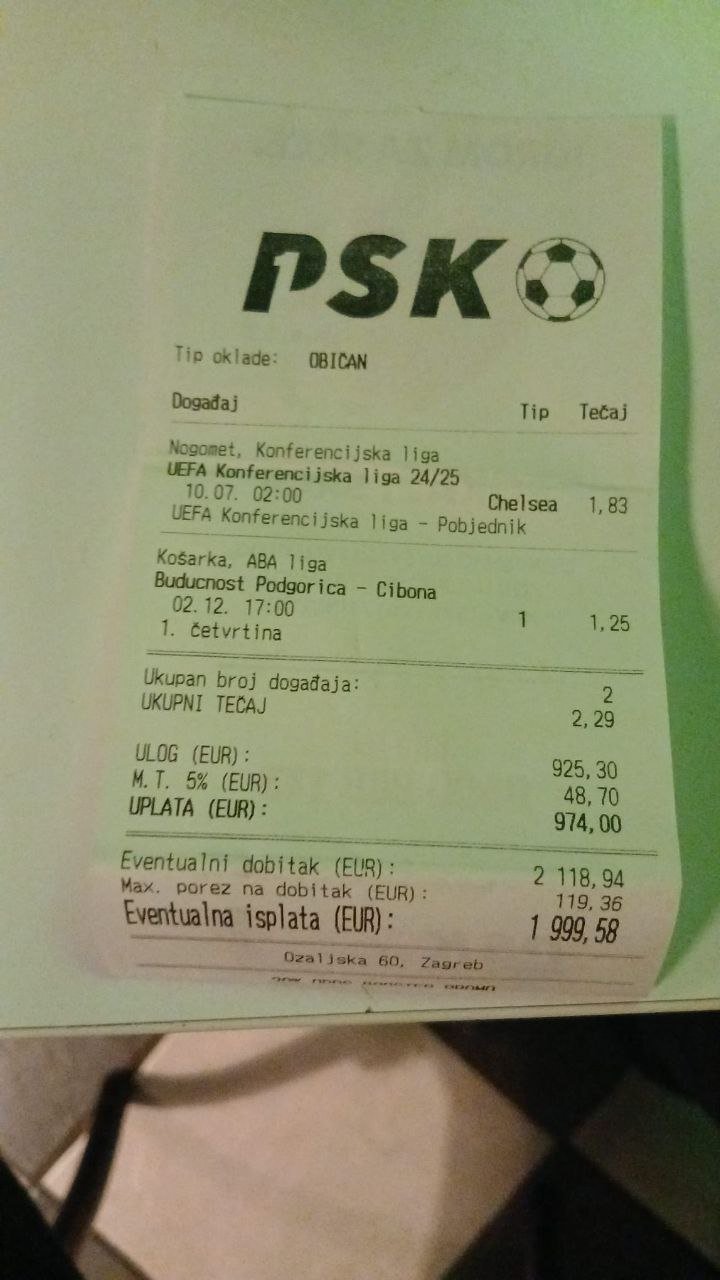 PSK
Tip oklade: OBIČAN
Događaj Tip Tečaj
Nogomet, Konferencijska liga
UEFA Konferencijska liga 24/25
10.07. 02:00 Chelsea 1,83
UEFA Konferencijska liga - Pobjednik
Košarka, ABA liga
Buducnost Podgorica - Cibona
02.12. 17:00 1 1,25
1. četvrtina
Ukupan broj događaja: 2
UKUPNI TEČAJ 2,29
ULOG (EUR): 925,30
M.T. 5% (EUR): 48,70
UPLATA (EUR): 974,00
Eventualni dobitak (EUR): 2 118,94
Max. porez na dobitak (EUR): 119,36
Eventualna isplata (EUR): 1 999,58
Ozaljska 60, Zagreb